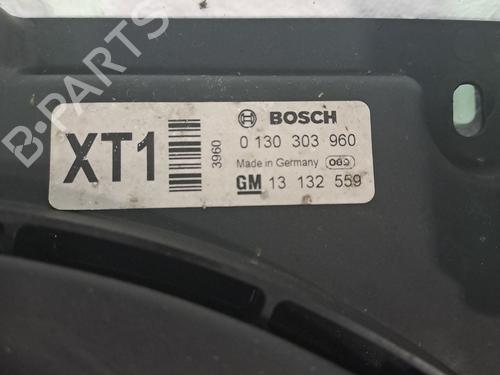 B-PARTS
XT1
3960
BOSCH
0 130 303 960
Made in Germany
GM 13 132 559